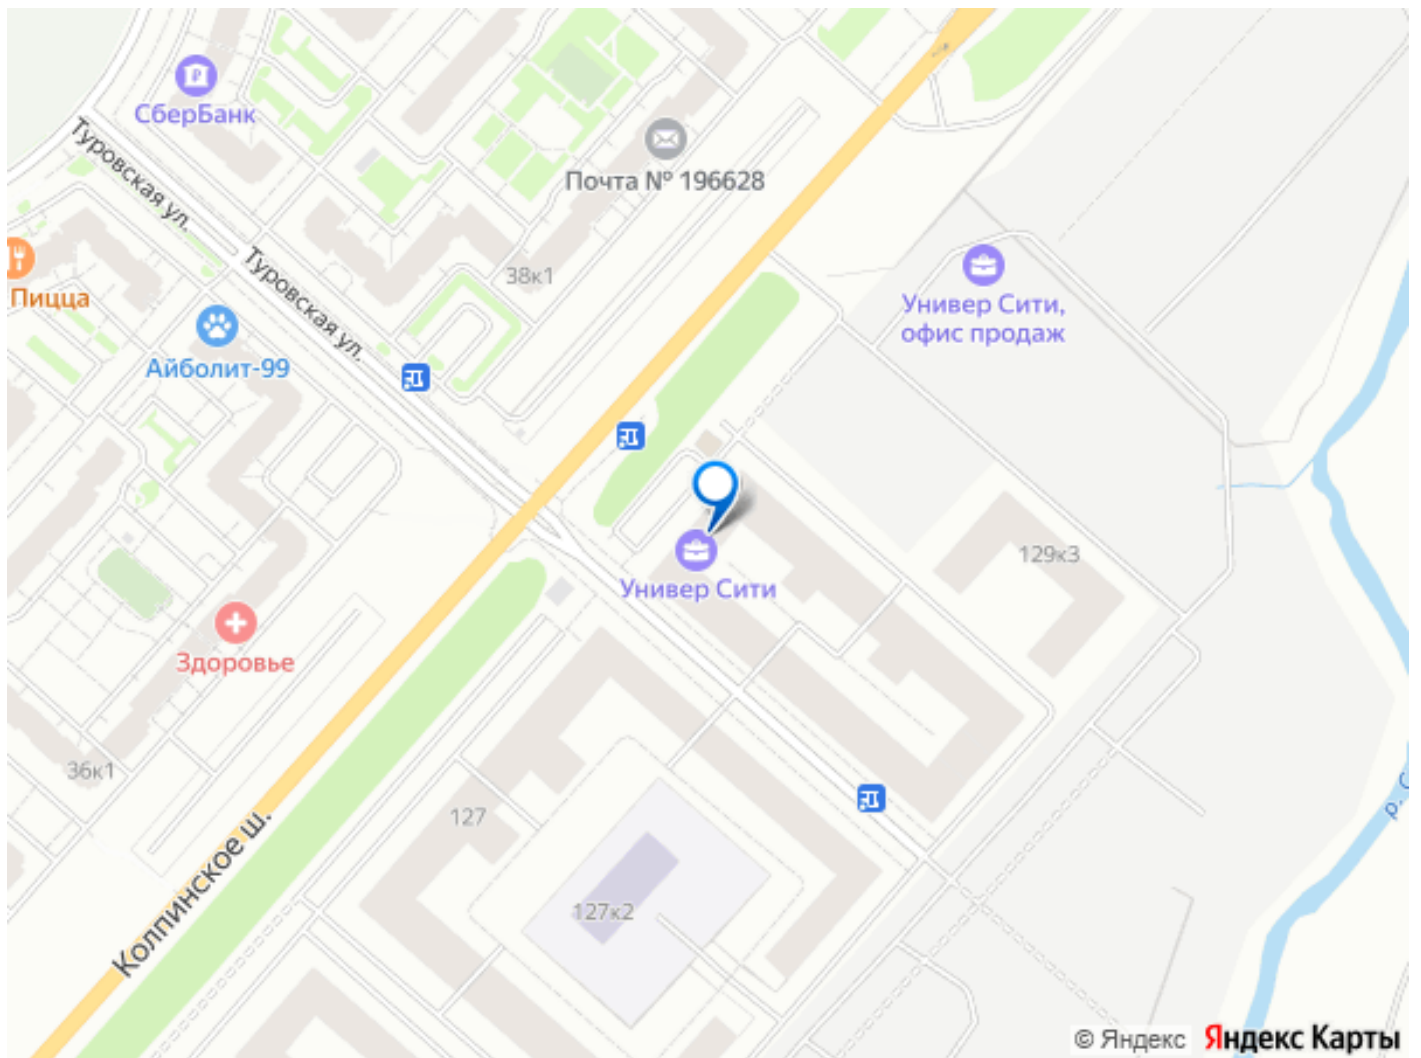 СберБанк
Почта № 196628
Туровская ул.
38к1
Туровская ул.
Универ Сити,
офис продаж
Пицца
Айболит-99
129к3
Универ Сити
Здоровье
36к1
127
Колпинское ш.
127к2
© Яндекс
Яндекс Карты